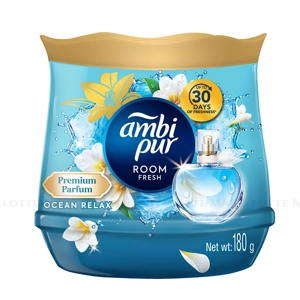 UP TO
30
DAYS
OF FRESHNESS*
ambi
pur
ROOM
FRESH
Premium
Parfum
OCEAN RELAX
Net wt: 180 g